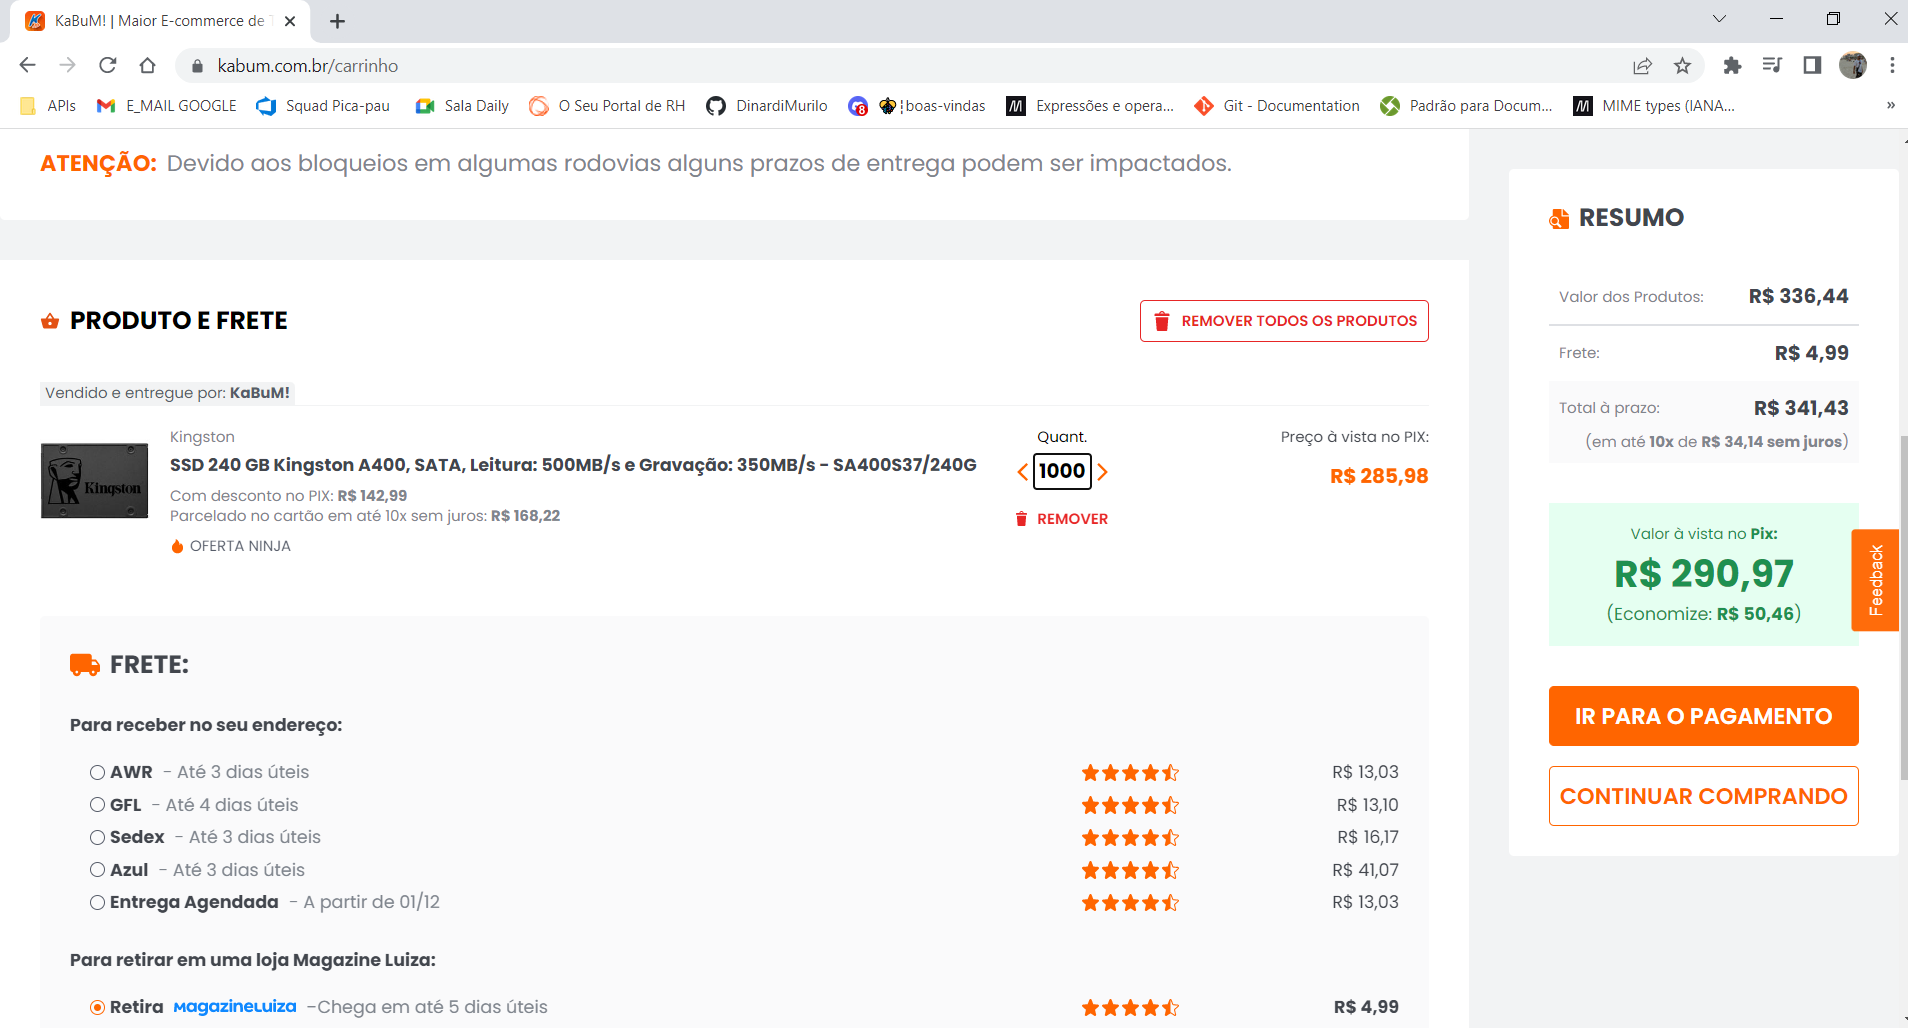 KaBuM! | Maior E-commerce de T
kabum.com.br/carrinho
APIs E_MAIL GOOGLE Squad Pica-pau Sala Daily O Seu Portal de RH DinardiMurilo 8 ¦boas-vindas M Expressões e opera... Git - Documentation Padrão para Docum... M MIME types (IANA... »
ATENÇÃO: Devido aos bloqueios em algumas rodovias alguns prazos de entrega podem ser impactados.
PRODUTO E FRETE
REMOVER TODOS OS PRODUTOS
Vendido e entregue por: KaBuM!
Kingston
Kingston
SSD 240 GB Kingston A400, SATA, Leitura: 500MB/s e Gravação: 350MB/s - SA400S37/240G
Com desconto no PIX: R$ 142,99
Parcelado no cartão em até 10x sem juros: R$ 168,22
OFERTA NINJA
Quant.
1000
REMOVER
Preço à vista no PIX:
R$ 285,98
FRETE:
Para receber no seu endereço:
AWR - Até 3 dias úteis R$ 13,03
GFL - Até 4 dias úteis R$ 13,10
Sedex - Até 3 dias úteis R$ 16,17
Azul - Até 3 dias úteis R$ 41,07
Entrega Agendada - A partir de 01/12 R$ 13,03
Para retirar em uma loja Magazine Luiza:
Retira MagazineLuiza -Chega em até 5 dias úteis R$ 4,99
RESUMO
Valor dos Produtos: R$ 336,44
Frete: R$ 4,99
Total à prazo: R$ 341,43
(em até 10x de R$ 34,14 sem juros)
Valor à vista no Pix:
R$ 290,97
(Economize: R$ 50,46)
IR PARA O PAGAMENTO
CONTINUAR COMPRANDO
Feedback